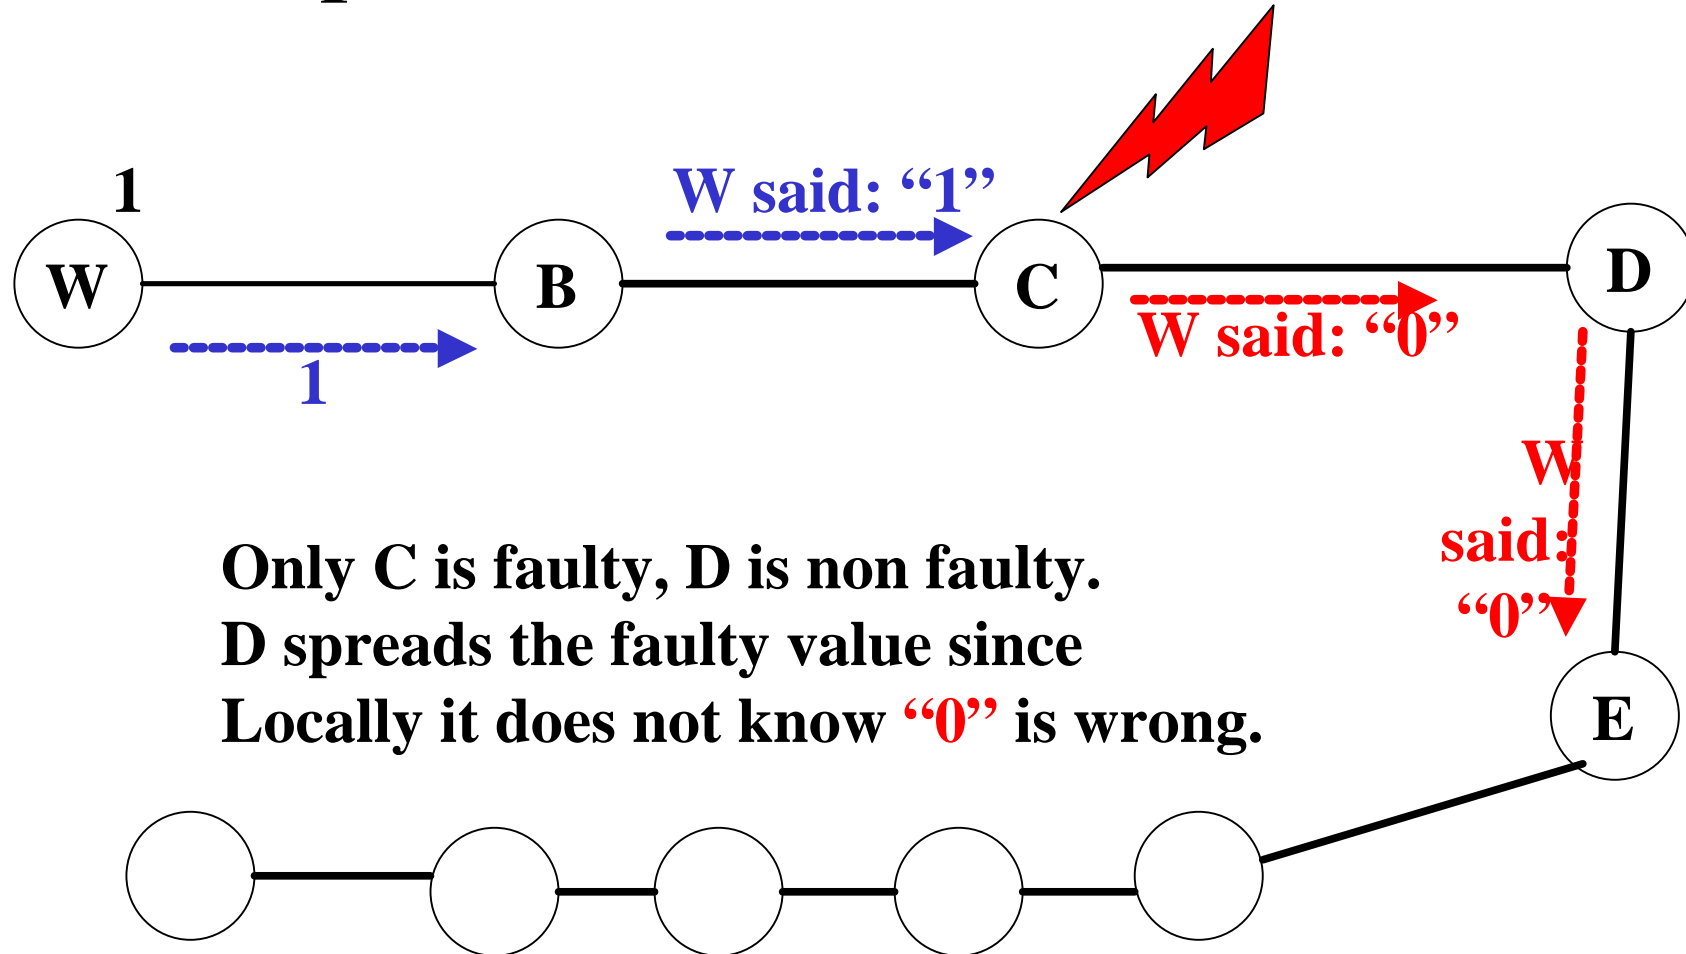 1
W said: “1”
W
B
C
D
1
W said: “0”
W
said:
“0”
Only C is faulty, D is non faulty.
D spreads the faulty value since
Locally it does not know “0” is wrong.
E